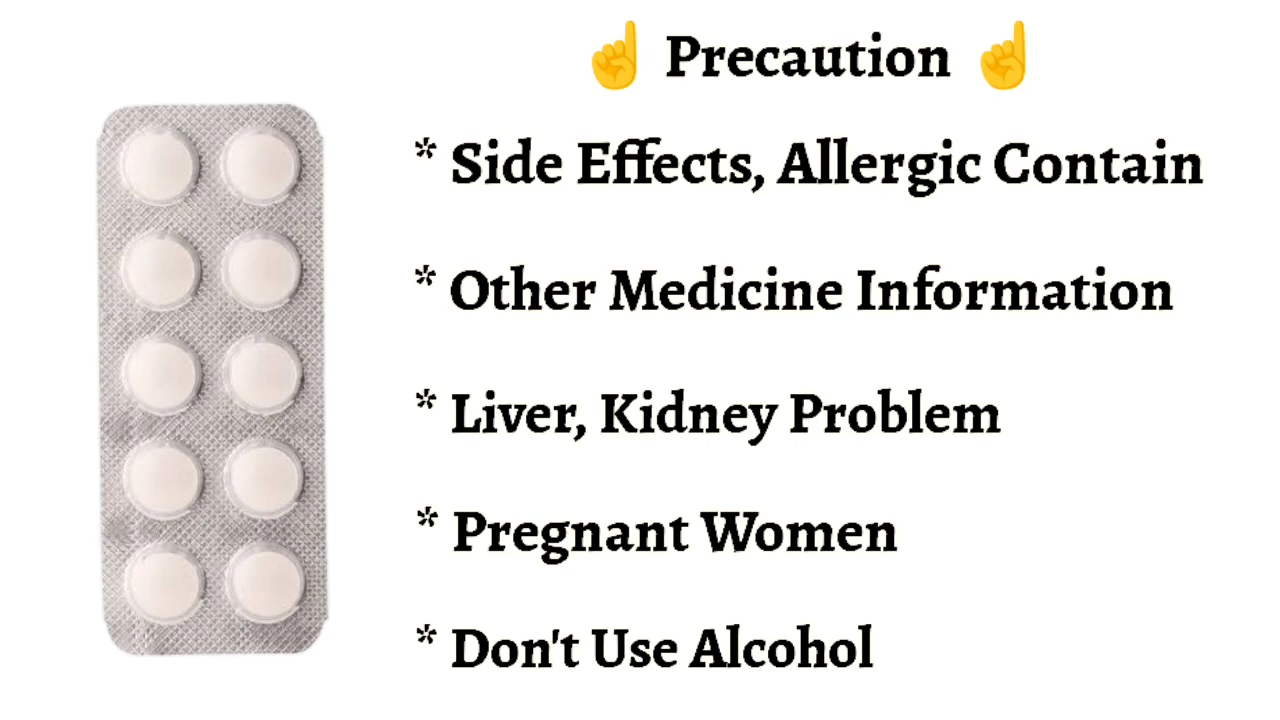 ☝️ Precaution ☝️
* Side Effects, Allergic Contain
* Other Medicine Information
* Liver, Kidney Problem
* Pregnant Women
* Don't Use Alcohol